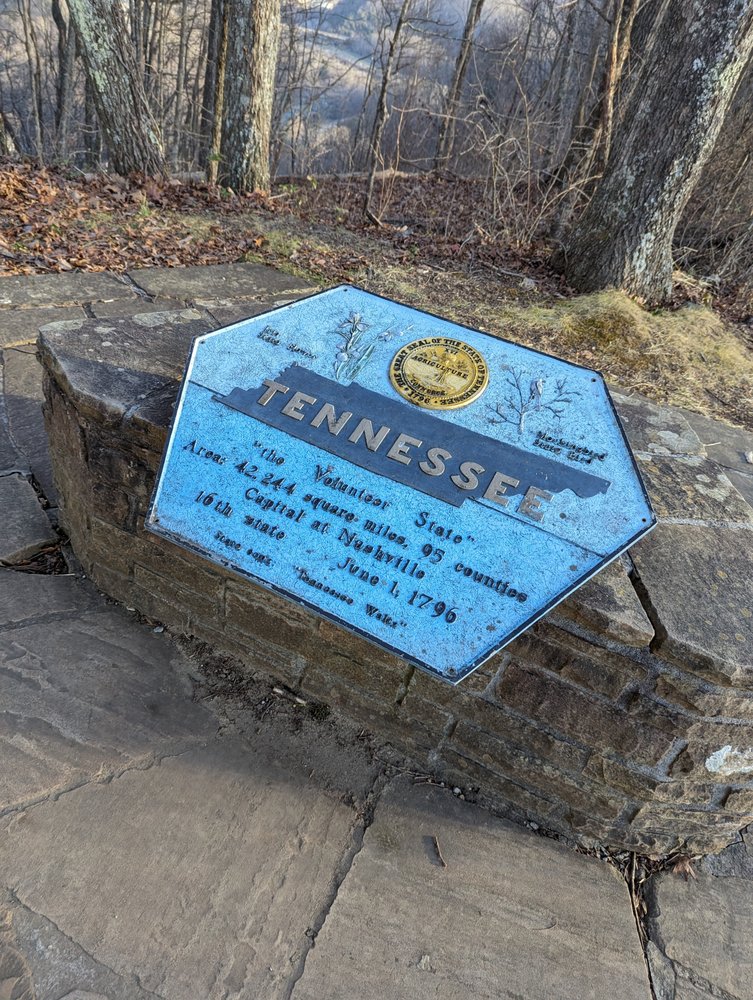 Iris
State flower
THE GREAT SEAL OF THE STATE OF TENNESSEE
XVI
AGRICULTURE
COMMERCE
1796
Mockingbird
State Bird
TENNESSEE
"the Volunteer State"
Area: 42,244 square miles, 95 counties
Capital at Nashville
16th state June 1, 1796
State song "Tennessee Waltz"